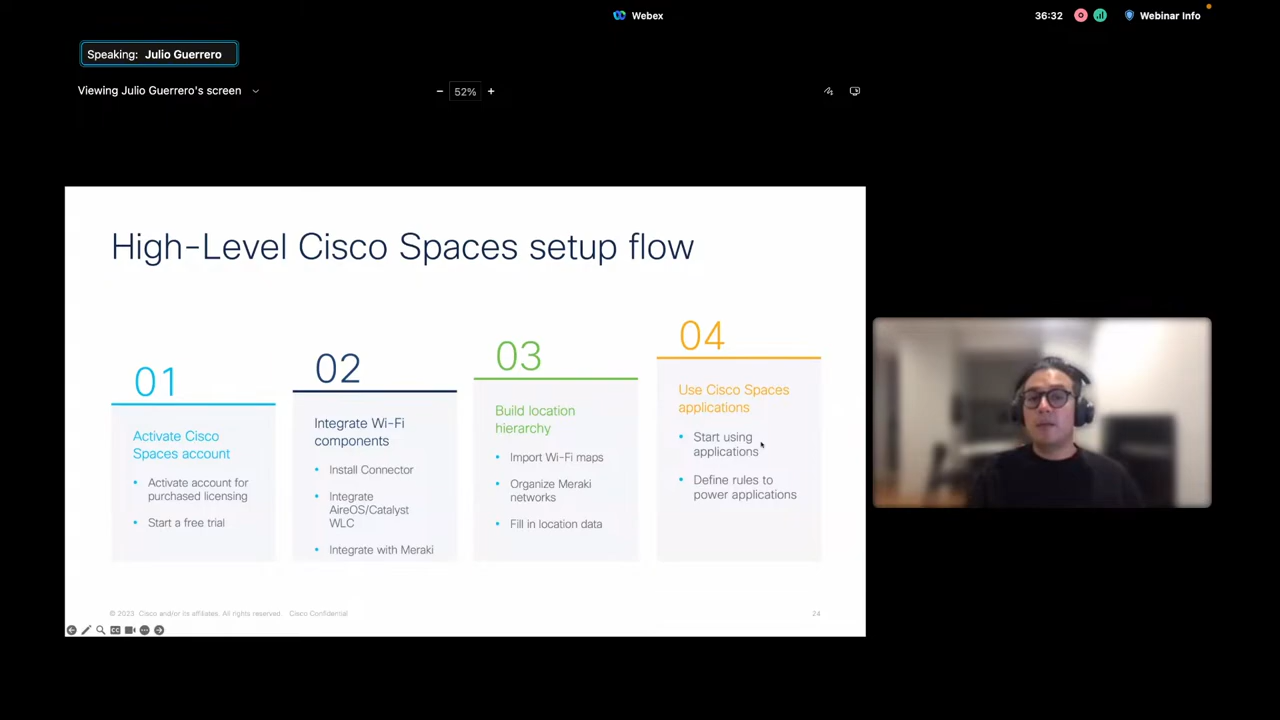 Webex
36:32
Webinar Info
Speaking: Julio Guerrero
Viewing Julio Guerrero's screen
52%
High-Level Cisco Spaces setup flow
01
Activate Cisco
Spaces account
Activate account for
purchased licensing
Start a free trial
02
Integrate Wi-Fi
components
Install Connector
Integrate
AireOS/Catalyst
WLC
Integrate with Meraki
03
Build location
hierarchy
Import Wi-Fi maps
Organize Meraki
networks
Fill in location data
04
Use Cisco Spaces
applications
Start using
applications
Define rules to
power applications
© 2023 Cisco and/or its affiliates. All rights reserved. Cisco Confidential
24